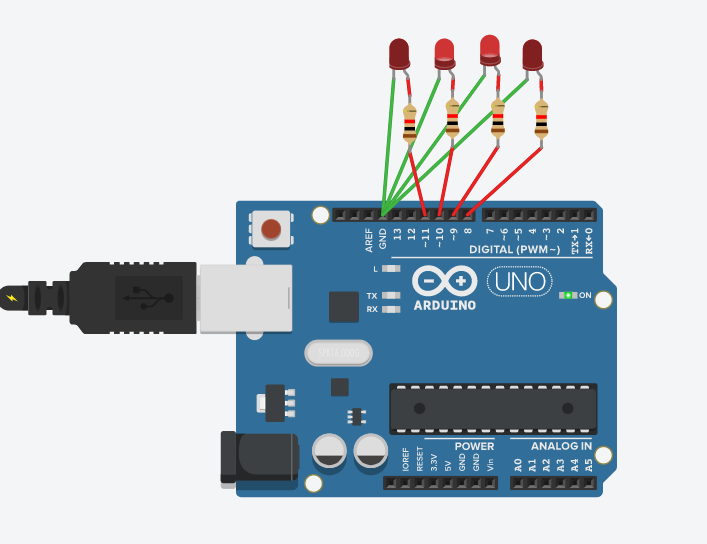 AREF
GND
13
12
~11
~10
~9
8
7
~6
~5
4
~3
2
TX→1
RX←0
DIGITAL (PWM~)
L
TX
RX
ARDUINO
UNO
ON
POWER
ANALOG IN
IOREF
RESET
3.3V
5V
GND
GND
Vin
A0
A1
A2
A3
A4
A5